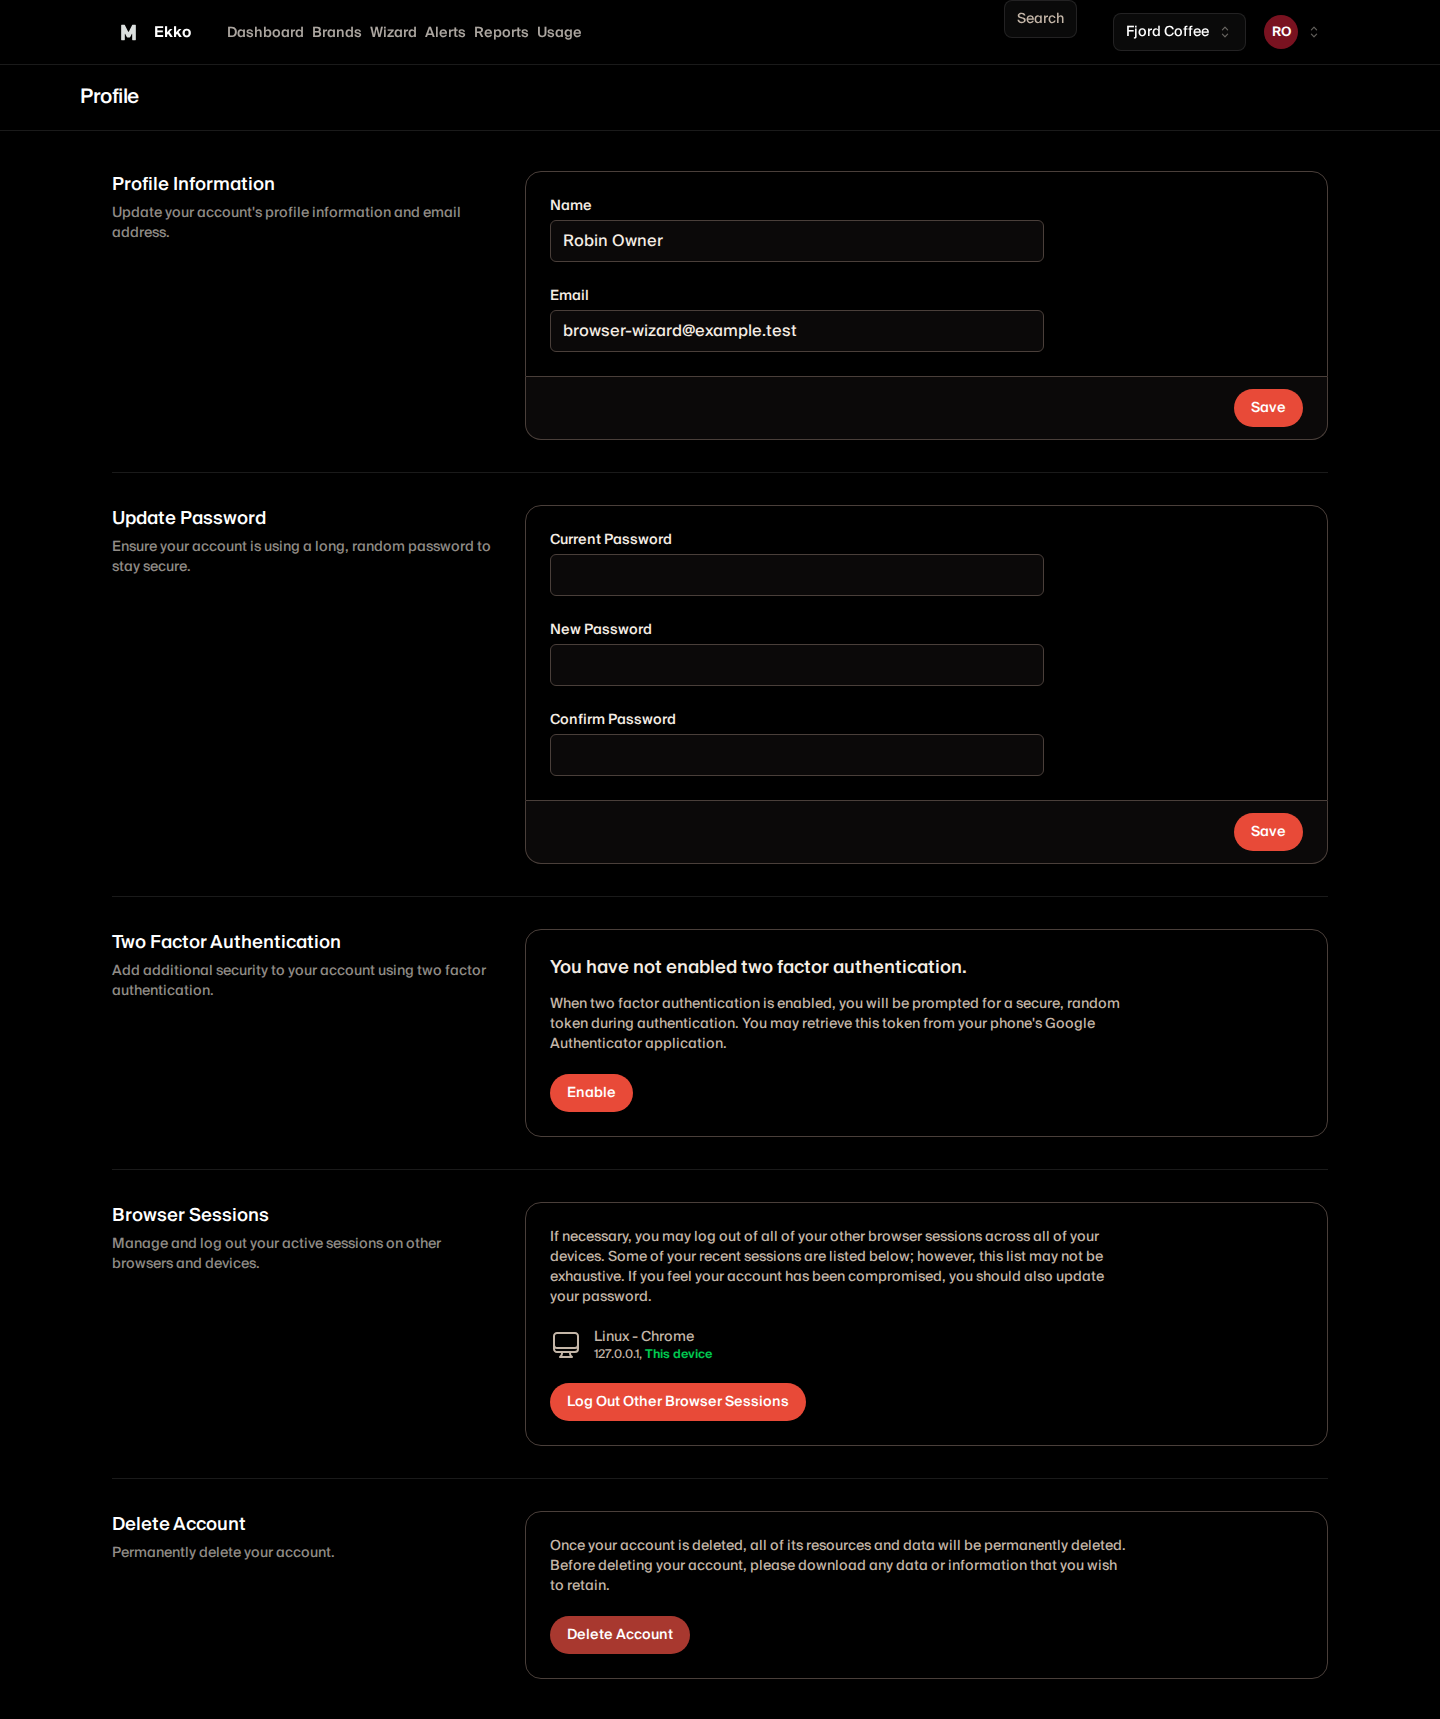 M Ekko Dashboard Brands Wizard Alerts Reports Usage Search Fjord Coffee RO
Profile
Profile Information
Update your account's profile information and email
address.
Name
Robin Owner
Email
browser-wizard@example.test
Save
Update Password
Ensure your account is using a long, random password to
stay secure.
Current Password
New Password
Confirm Password
Save
Two Factor Authentication
Add additional security to your account using two factor
authentication.
You have not enabled two factor authentication.
When two factor authentication is enabled, you will be prompted for a secure, random
token during authentication. You may retrieve this token from your phone's Google
Authenticator application.
Enable
Browser Sessions
Manage and log out your active sessions on other
browsers and devices.
If necessary, you may log out of all of your other browser sessions across all of your
devices. Some of your recent sessions are listed below; however, this list may not be
exhaustive. If you feel your account has been compromised, you should also update
your password.
Linux - Chrome
127.0.0.1, This device
Log Out Other Browser Sessions
Delete Account
Permanently delete your account.
Once your account is deleted, all of its resources and data will be permanently deleted.
Before deleting your account, please download any data or information that you wish
to retain.
Delete Account